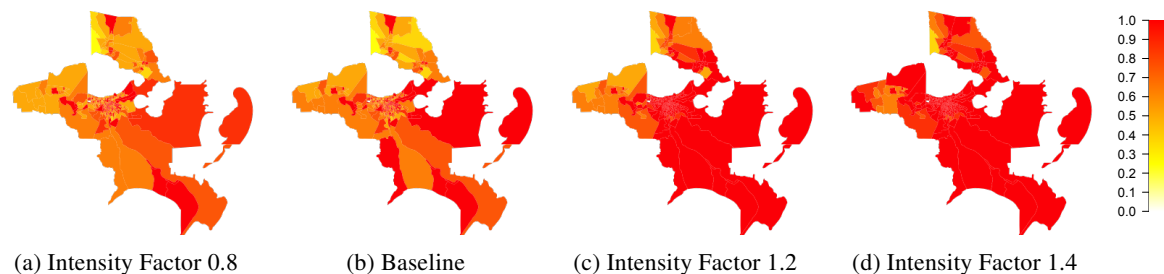 1.0
0.9
0.8
0.7
0.6
0.5
0.4
0.3
0.2
0.1
0.0
(a) Intensity Factor 0.8
(b) Baseline
(c) Intensity Factor 1.2
(d) Intensity Factor 1.4